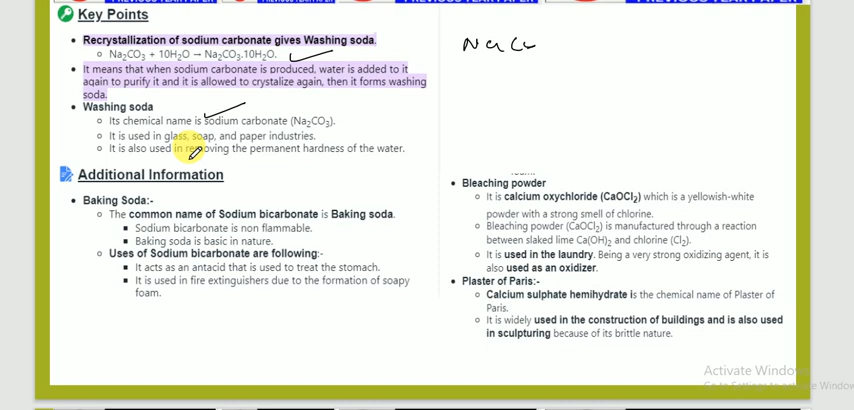 PREVIOUS YEAR PAPER
Key Points
• Recrystallization of sodium carbonate gives Washing soda.
○ Na₂CO₃ + 10H₂O → Na₂CO₃.10H₂O.
• It means that when sodium carbonate is produced, water is added to it
again to purify it and it is allowed to crystalize again, then it forms washing
soda.
• Washing soda
○ Its chemical name is sodium carbonate (Na₂CO₃).
○ It is used in glass, soap, and paper industries.
○ It is also used in removing the permanent hardness of the water.
Additional Information
• Baking Soda:-
○ The common name of Sodium bicarbonate is Baking soda.
▪ Sodium bicarbonate is non flammable.
▪ Baking soda is basic in nature.
○ Uses of Sodium bicarbonate are following:-
▪ It acts as an antacid that is used to treat the stomach.
▪ It is used in fire extinguishers due to the formation of soapy
foam.
• Bleaching powder
○ It is calcium oxychloride (CaOCl₂) which is a yellowish-white
powder with a strong smell of chlorine.
○ Bleaching powder (CaOCl₂) is manufactured through a reaction
between slaked lime Ca(OH)₂ and chlorine (Cl₂).
○ It is used in the laundry. Being a very strong oxidizing agent, it is
also used as an oxidizer.
• Plaster of Paris:-
○ Calcium sulphate hemihydrate is the chemical name of Plaster of
Paris.
○ It is widely used in the construction of buildings and is also used
in sculpturing because of its brittle nature.
Activate Windows
Go to Settings to activate Windows